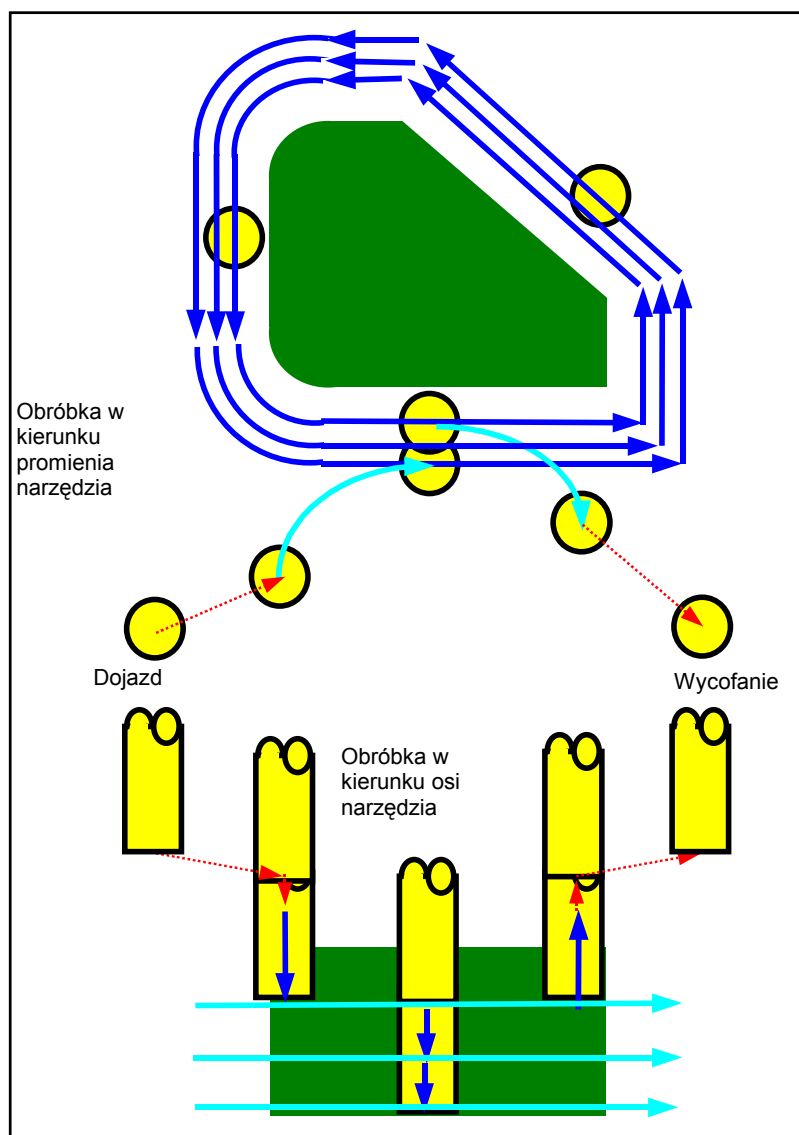 Obróbka w
kierunku
promienia
narzędzia
Dojazd
Wycofanie
Obróbka w
kierunku osi
narzędzia